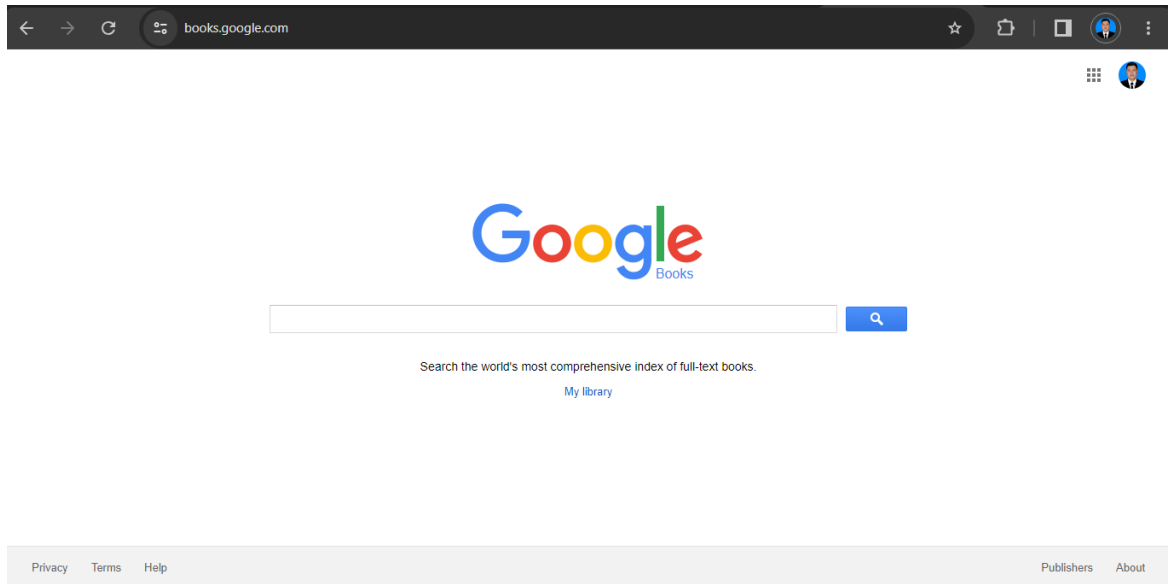 books.google.com
Google
Books
Search the world's most comprehensive index of full-text books.
My library
Privacy Terms Help Publishers About